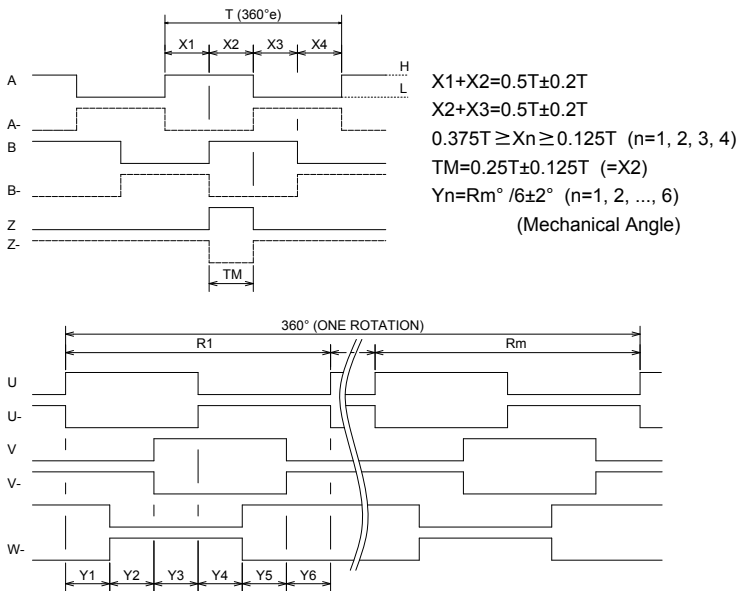 T (360°e)
X1 X2 X3 X4
H
L
A
A-
B
B-
Z
Z-
TM
X1+X2=0.5T±0.2T
X2+X3=0.5T±0.2T
0.375T≧Xn≧0.125T (n=1, 2, 3, 4)
TM=0.25T±0.125T (=X2)
Yn=Rm° /6±2° (n=1, 2, ..., 6)
(Mechanical Angle)
360° (ONE ROTATION)
R1 Rm
U
U-
V
V-
W-
Y1 Y2 Y3 Y4 Y5 Y6